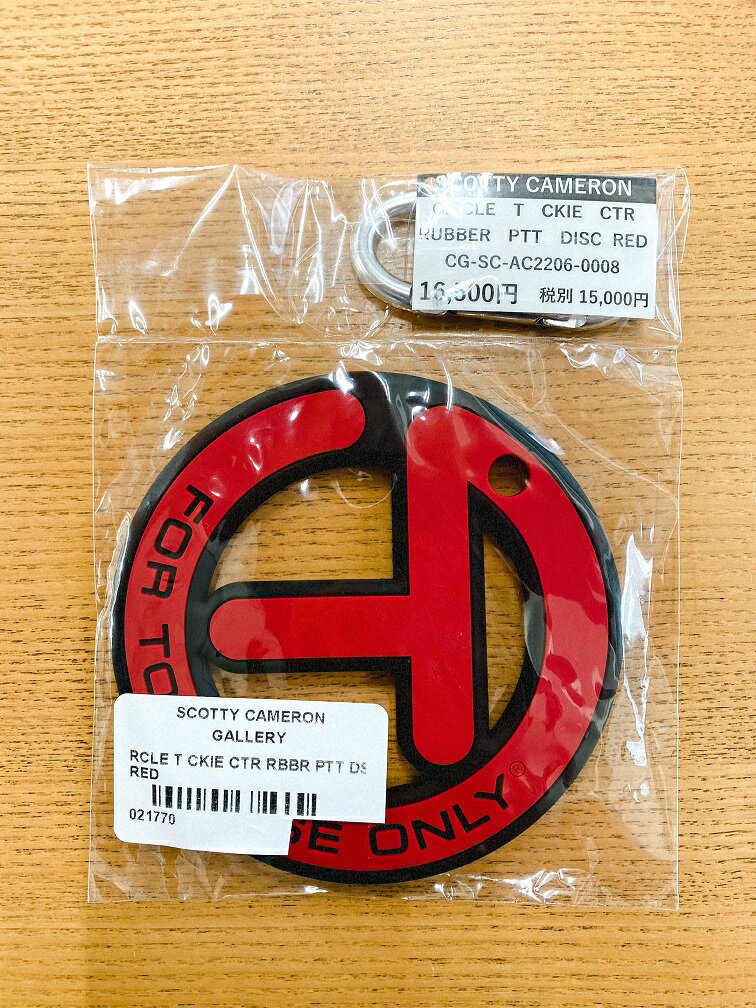 SCOTTY CAMERON
CIRCLE T CKIE CTR
RUBBER PTT DISC RED
CG-SC-AC2206-0008
16,500円 税別 15,000円
FOR TO
SE ONLY®
SCOTTY CAMERON
GALLERY
RCLE T CKIE CTR RBBR PTT DS
RED
021770